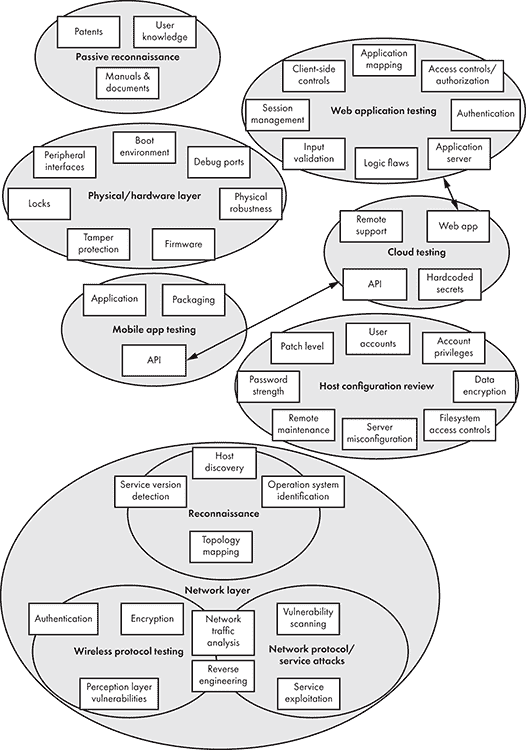 Patents
User
knowledge
Passive reconnaissance
Manuals &
documents
Application
mapping
Client-side
controls
Access controls/
authorization
Session
management
Web application testing
Authentication
Input
validation
Logic flaws
Application
server
Boot
environment
Peripheral
interfaces
Debug ports
Locks
Physical/hardware layer
Physical
robustness
Tamper
protection
Firmware
Remote
support
Web app
Cloud testing
API
Hardcoded
secrets
Application
Packaging
Mobile app testing
API
Patch level
User
accounts
Account
privileges
Password
strength
Host configuration review
Data
encryption
Remote
maintenance
Server
misconfiguration
Filesystem
access controls
Host
discovery
Service version
detection
Operation system
identification
Reconnaissance
Topology
mapping
Network layer
Authentication
Encryption
Network
traffic
analysis
Vulnerability
scanning
Wireless protocol testing
Network protocol/
service attacks
Reverse
engineering
Perception layer
vulnerabilities
Service
exploitation